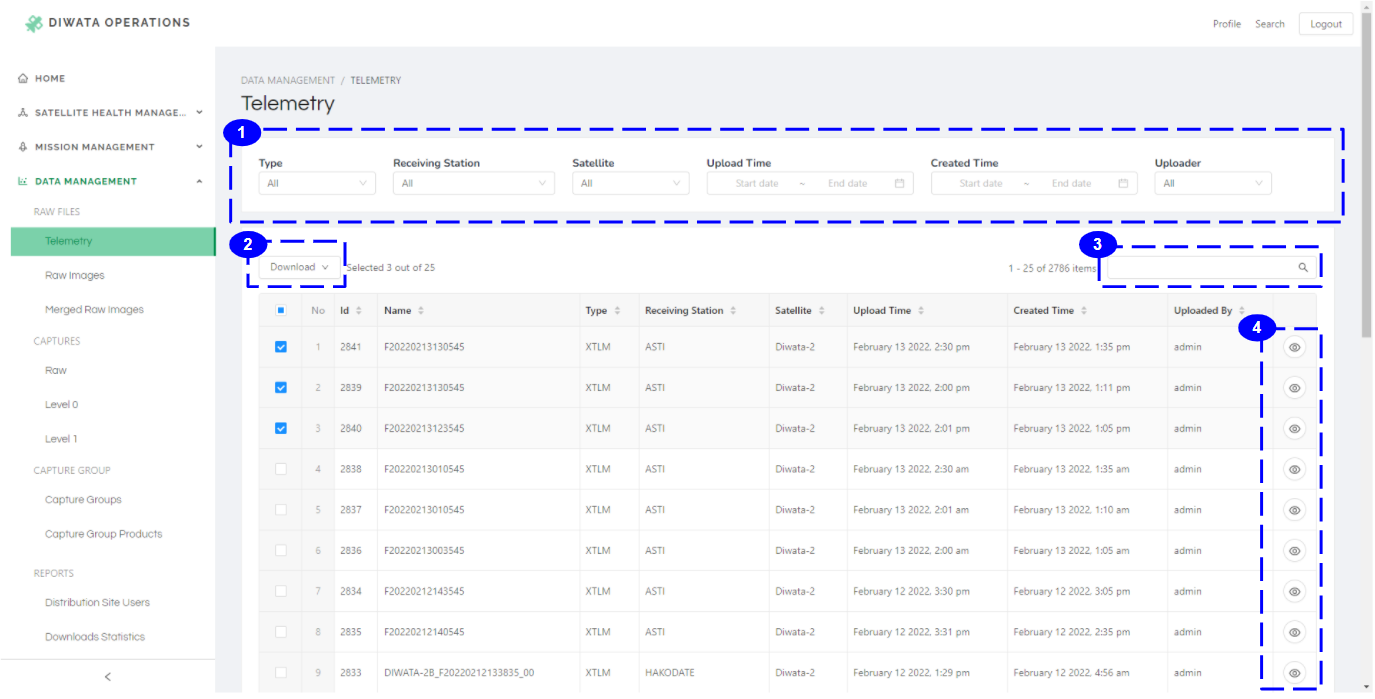 DIWATA OPERATIONS
Profile Search Logout
HOME
SATELLITE HEALTH MANAGE...
MISSION MANAGEMENT
DATA MANAGEMENT
RAW FILES
Telemetry
Raw Images
Merged Raw Images
CAPTURES
Raw
Level 0
Level 1
CAPTURE GROUP
Capture Groups
Capture Group Products
REPORTS
Distribution Site Users
Downloads Statistics
DATA MANAGEMENT / TELEMETRY
Telemetry
1
Type Receiving Station Satellite Upload Time Created Time Uploader
All All All Start date ~ End date Start date ~ End date All
2 3
Download Selected 3 out of 25 1 - 25 of 2786 items
No Id Name Type Receiving Station Satellite Upload Time Created Time Uploaded By
4
1 2841 F20220213130545 XTLM ASTI Diwata-2 February 13 2022, 2:30 pm February 13 2022, 1:35 pm admin
2 2839 F20220213130545 XTLM ASTI Diwata-2 February 13 2022, 2:00 pm February 13 2022, 1:11 pm admin
3 2840 F20220213123545 XTLM ASTI Diwata-2 February 13 2022, 2:01 pm February 13 2022, 1:05 pm admin
4 2838 F20220213010545 XTLM ASTI Diwata-2 February 13 2022, 2:30 am February 13 2022, 1:35 am admin
5 2837 F20220213010545 XTLM ASTI Diwata-2 February 13 2022, 2:01 am February 13 2022, 1:10 am admin
6 2836 F20220213003545 XTLM ASTI Diwata-2 February 13 2022, 2:00 am February 13 2022, 1:05 am admin
7 2834 F20220212143545 XTLM ASTI Diwata-2 February 12 2022, 3:30 pm February 12 2022, 3:05 pm admin
8 2835 F20220212140545 XTLM ASTI Diwata-2 February 12 2022, 3:31 pm February 12 2022, 2:35 pm admin
9 2833 DIWATA-2B_F20220212133835_00 XTLM HAKODATE Diwata-2 February 12 2022, 1:29 pm February 12 2022, 4:56 am admin